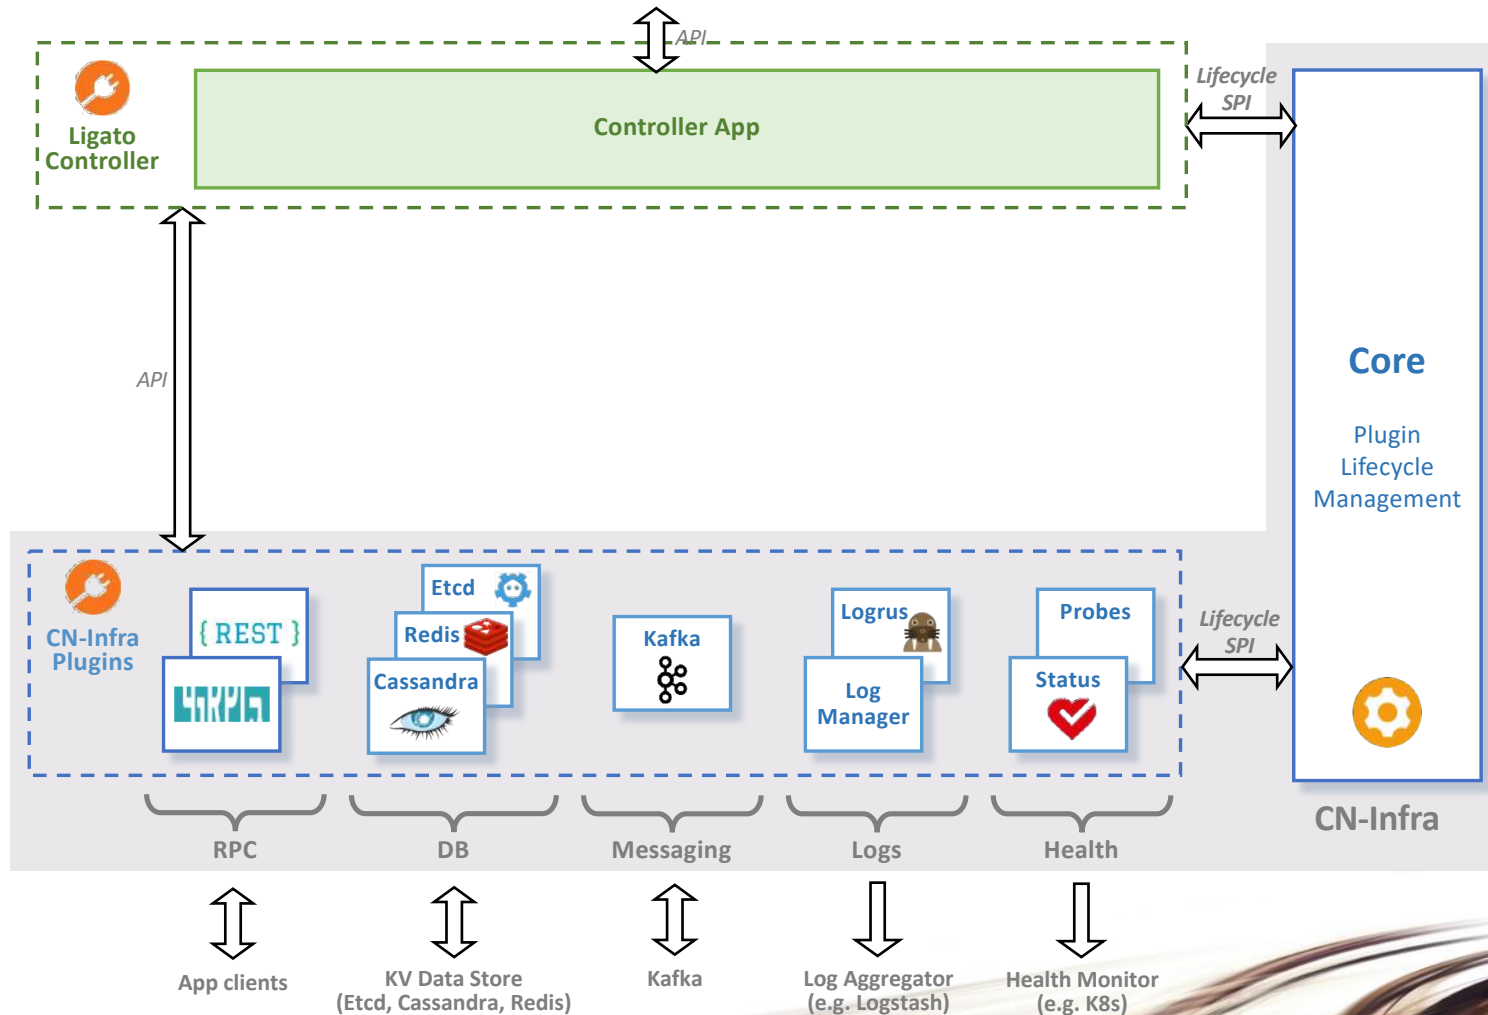 API
Lifecycle
SPI
Ligato
Controller
Controller App
API
Core
Plugin
Lifecycle
Management
CN-Infra
Plugins
{ REST }
Etcd
Redis
Cassandra
Kafka
Logrus
Log
Manager
Probes
Status
Lifecycle
SPI
CN-Infra
RPC
DB
Messaging
Logs
Health
App clients
KV Data Store
(Etcd, Cassandra, Redis)
Kafka
Log Aggregator
(e.g. Logstash)
Health Monitor
(e.g. K8s)